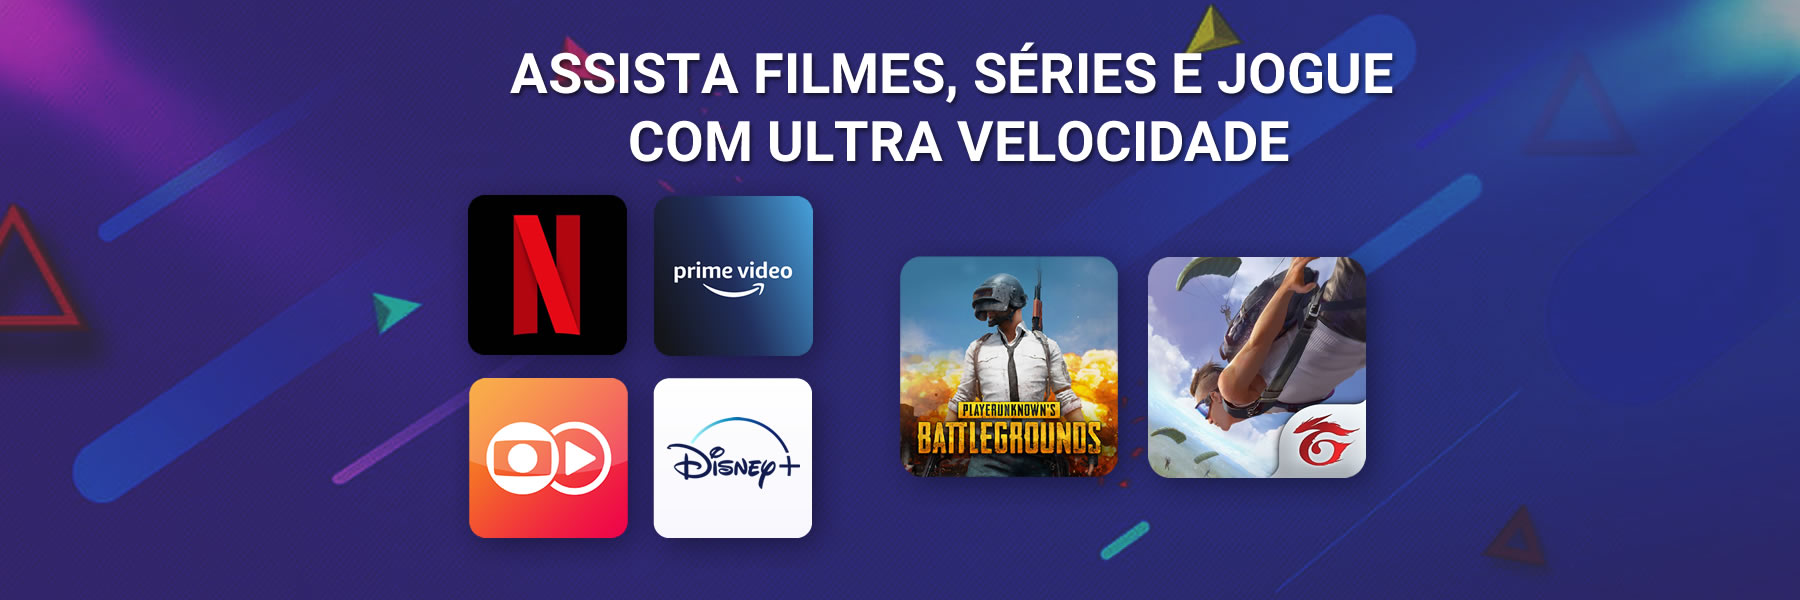 ASSISTA FILMES, SÉRIES E JOGUE
COM ULTRA VELOCIDADE
N
prime video
Disney+
PLAYERUNKNOWN'S
BATTLEGROUNDS